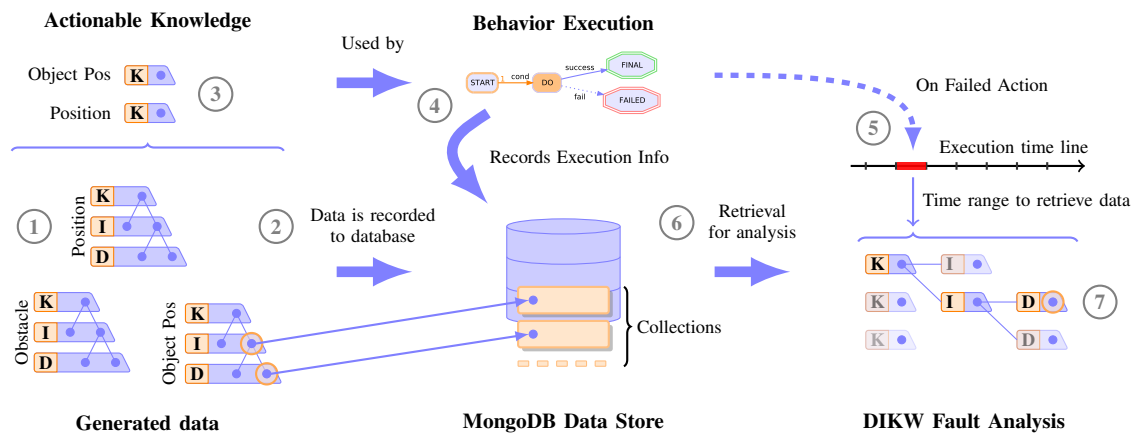 Actionable Knowledge
Behavior Execution
Object Pos K
Position K
3
Used by
4
START
1 cond
DO
success
fail
FINAL
FAILED
On Failed Action
5
Execution time line
Records Execution Info
Time range to retrieve data
1
Position
K
I
D
2
Data is recorded
to database
6
Retrieval
for analysis
Obstacle
K
I
D
Object Pos
K
I
D
Collections
K I
K I D
K D
7
Generated data
MongoDB Data Store
DIKW Fault Analysis